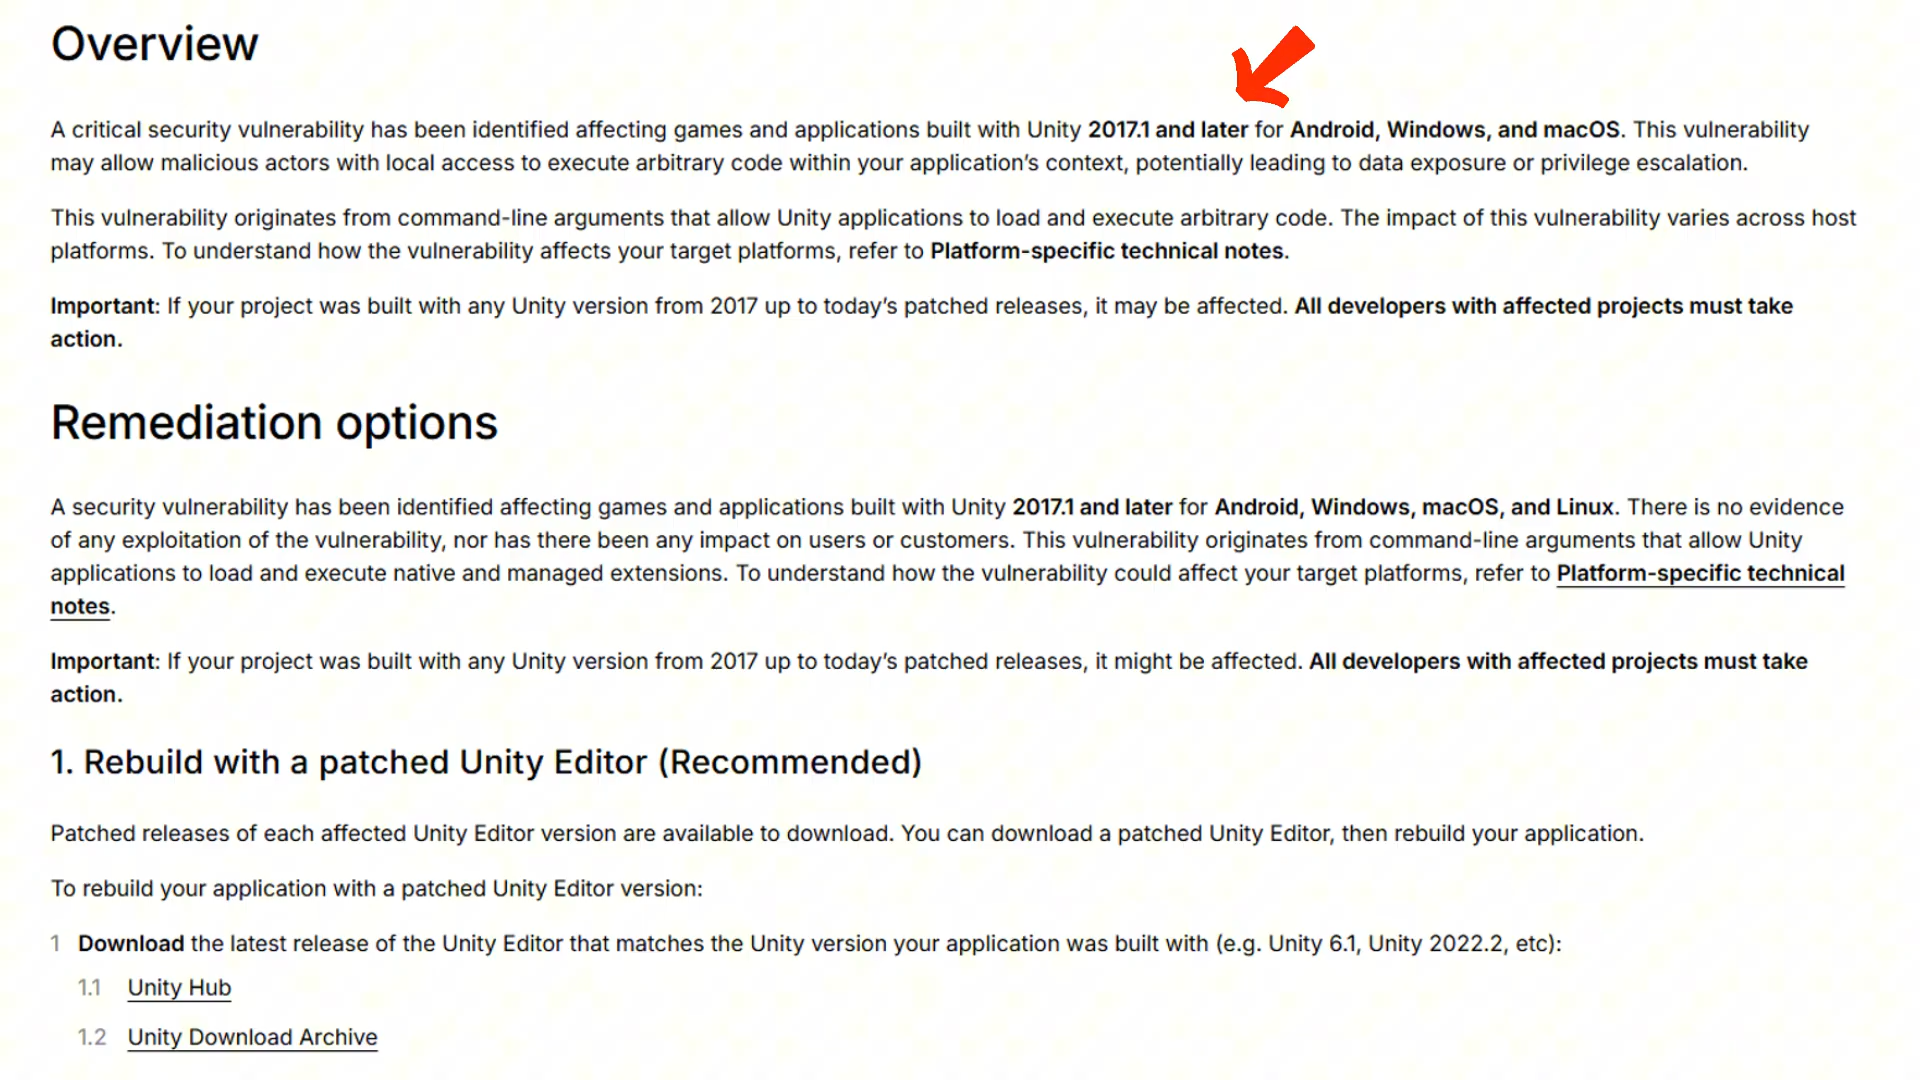 Overview
A critical security vulnerability has been identified affecting games and applications built with Unity 2017.1 and later for Android, Windows, and macOS. This vulnerability
may allow malicious actors with local access to execute arbitrary code within your application's context, potentially leading to data exposure or privilege escalation.
This vulnerability originates from command-line arguments that allow Unity applications to load and execute arbitrary code. The impact of this vulnerability varies across host
platforms. To understand how the vulnerability affects your target platforms, refer to Platform-specific technical notes.
Important: If your project was built with any Unity version from 2017 up to today's patched releases, it may be affected. All developers with affected projects must take
action.
Remediation options
A security vulnerability has been identified affecting games and applications built with Unity 2017.1 and later for Android, Windows, macOS, and Linux. There is no evidence
of any exploitation of the vulnerability, nor has there been any impact on users or customers. This vulnerability originates from command-line arguments that allow Unity
applications to load and execute native and managed extensions. To understand how the vulnerability could affect your target platforms, refer to Platform-specific technical
notes.
Important: If your project was built with any Unity version from 2017 up to today's patched releases, it might be affected. All developers with affected projects must take
action.
1. Rebuild with a patched Unity Editor (Recommended)
Patched releases of each affected Unity Editor version are available to download. You can download a patched Unity Editor, then rebuild your application.
To rebuild your application with a patched Unity Editor version:
1 Download the latest release of the Unity Editor that matches the Unity version your application was built with (e.g. Unity 6.1, Unity 2022.2, etc):
1.1 Unity Hub
1.2 Unity Download Archive